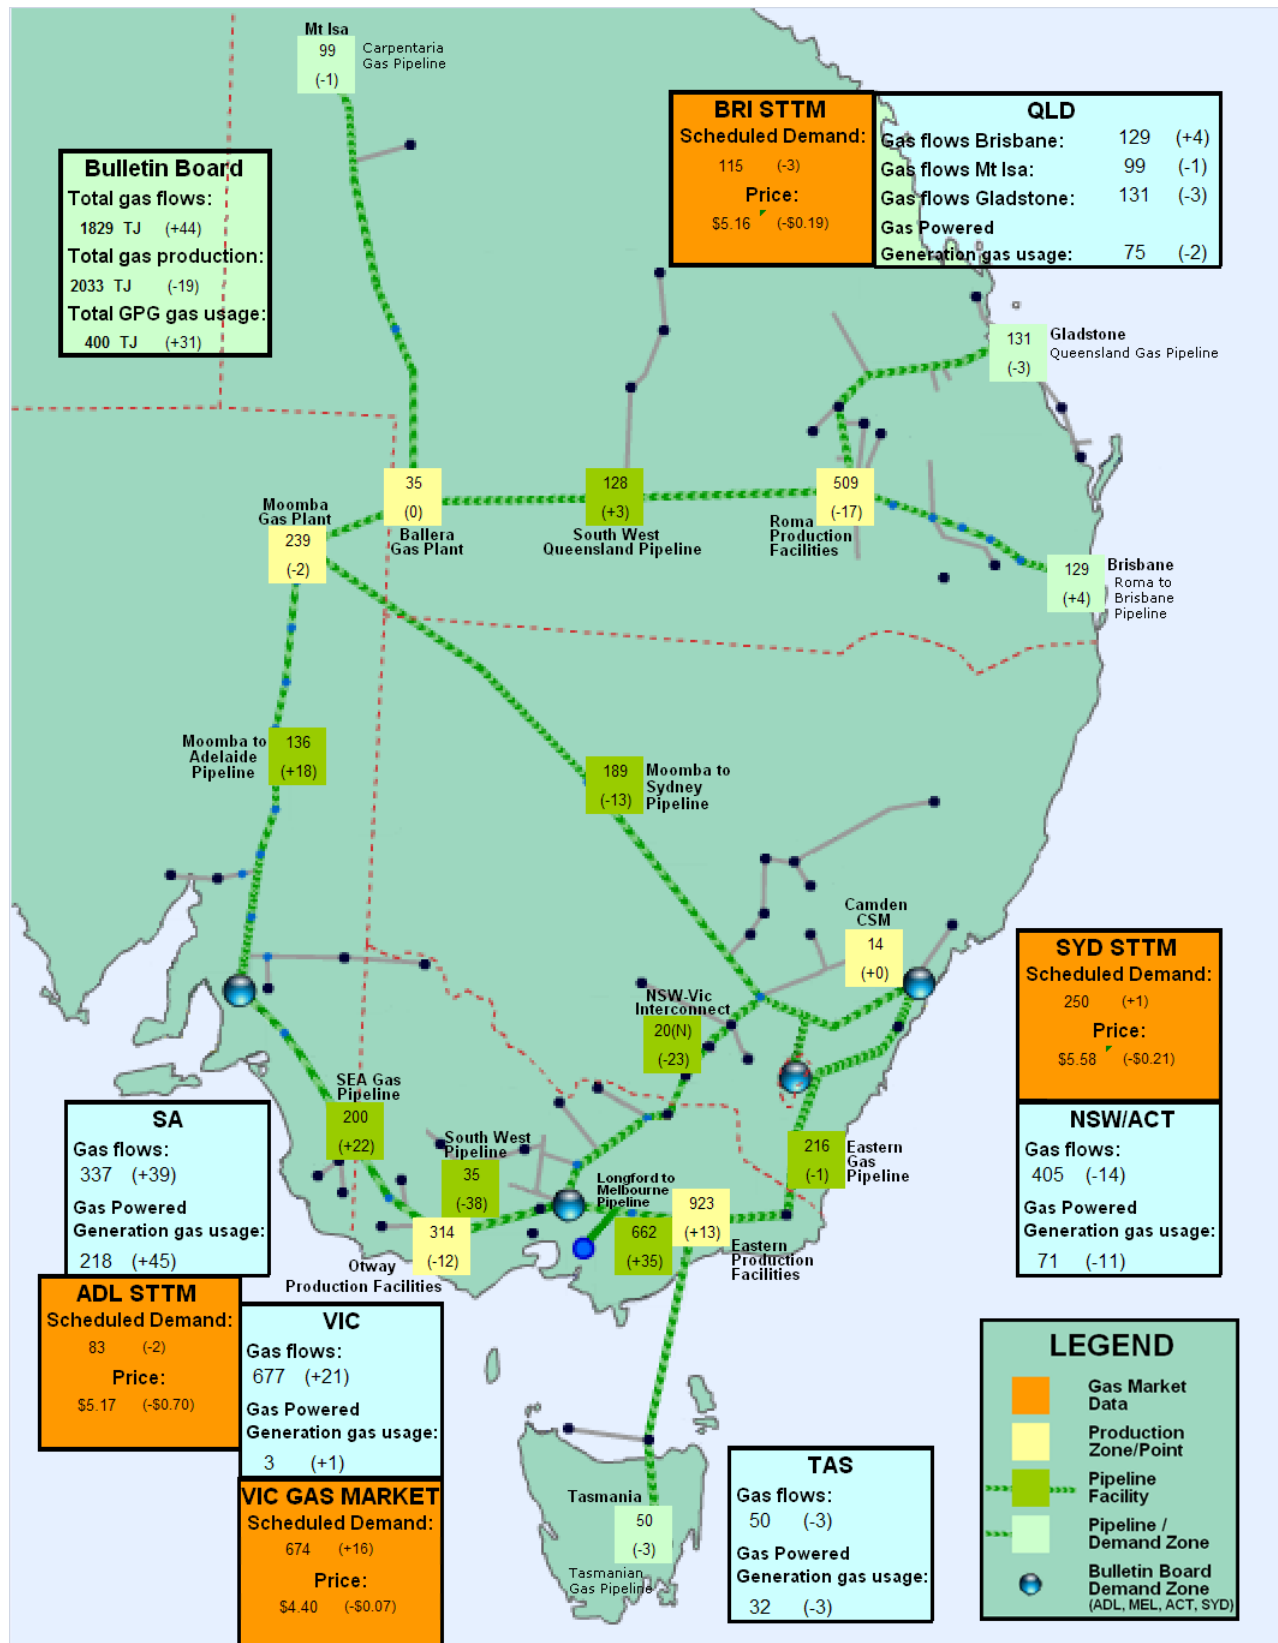 Mt Isa
99
(-1)
Carpentaria
Gas Pipeline
BRI STTM
Scheduled Demand:
115 (-3)
Price:
$5.16 (-$0.19)
QLD
Gas flows Brisbane: 129 (+4)
Gas flows Mt Isa: 99 (-1)
Gas flows Gladstone: 131 (-3)
Gas Powered
Generation gas usage: 75 (-2)
Bulletin Board
Total gas flows:
1829 TJ (+44)
Total gas production:
2033 TJ (-19)
Total GPG gas usage:
400 TJ (+31)
131
(-3)
Gladstone
Queensland Gas Pipeline
35
(0)
Ballera
Gas Plant
128
(+3)
South West
Queensland Pipeline
509
(-17)
Roma
Production
Facilities
Moomba
Gas Plant
239
(-2)
129
(+4)
Brisbane
Roma to
Brisbane
Pipeline
Moomba to
Adelaide
Pipeline
136
(+18)
189
(-13)
Moomba to
Sydney
Pipeline
Camden
CSM
14
(+0)
SYD STTM
Scheduled Demand:
250 (+1)
Price:
$5.58 (-$0.21)
NSW/ACT
Gas flows:
405 (-14)
Gas Powered
Generation gas usage:
71 (-11)
NSW-Vic
Interconnect
20(N)
(-23)
SEA Gas
Pipeline
200
(+22)
South West
Pipeline
35
(-38)
Longford to
Melbourne
Pipeline
662
(+35)
923
(+13)
Eastern
Production
Facilities
216
(-1)
Eastern
Gas
Pipeline
314
(-12)
Otway
Production Facilities
SA
Gas flows:
337 (+39)
Gas Powered
Generation gas usage:
218 (+45)
ADL STTM
Scheduled Demand:
83 (-2)
Price:
$5.17 (-$0.70)
VIC
Gas flows:
677 (+21)
Gas Powered
Generation gas usage:
3 (+1)
VIC GAS MARKET
Scheduled Demand:
674 (+16)
Price:
$4.40 (-$0.07)
Tasmania
50
(-3)
Tasmanian
Gas Pipeline
TAS
Gas flows:
50 (-3)
Gas Powered
Generation gas usage:
32 (-3)
LEGEND
Gas Market
Data
Production
Zone/Point
Pipeline
Facility
Pipeline /
Demand Zone
Bulletin Board
Demand Zone
(ADL, MEL, ACT, SYD)